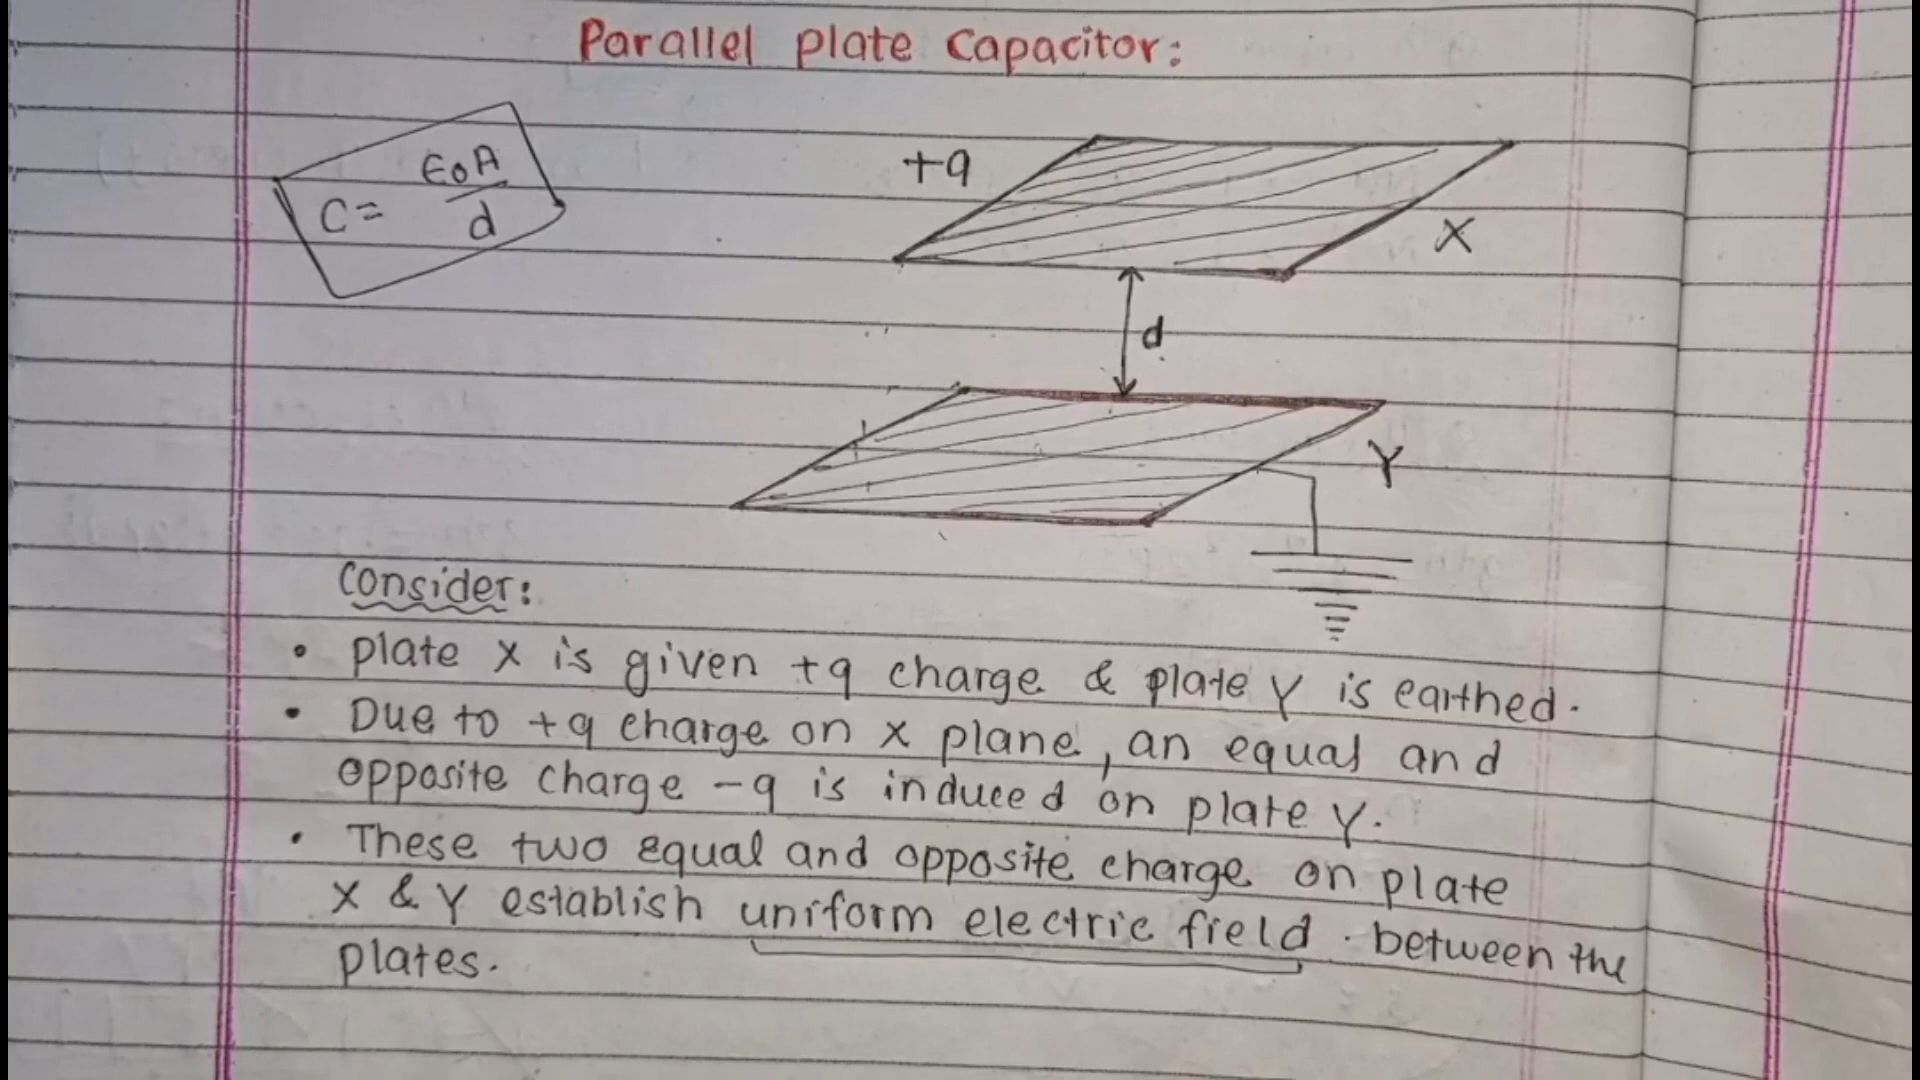 Parallel plate capacitor:
C = ε₀A/d
+q
X
d
Y
consider:
• plate X is given +q charge & plate Y is earthed.
• Due to +q charge on X plane, an equal and
opposite charge -q is induced on plate Y.
• These two equal and opposite charge on plate
X & Y establish uniform electric field. between the
plates.